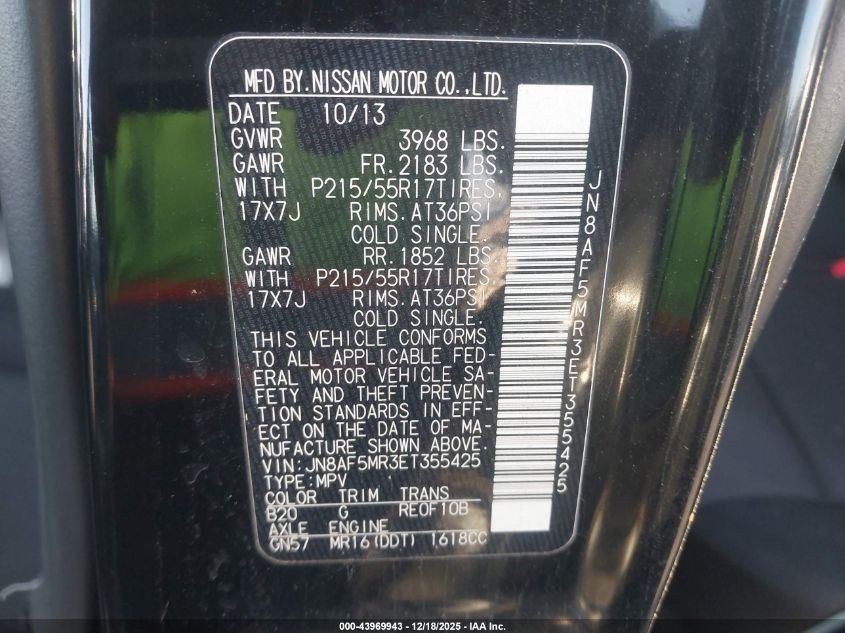 MFD BY.NISSAN MOTOR CO.,LTD.
DATE 10/13
GVWR 3968 LBS.
GAWR FR.2183 LBS.
WITH P215/55R17TIRES,
17X7J RIMS.AT36PSI
COLD SINGLE.
GAWR RR.1852 LBS.
WITH P215/55R17TIRES,
17X7J RIMS.AT36PSI
COLD SINGLE.
THIS VEHICLE CONFORMS
TO ALL APPLICABLE FED-
ERAL MOTOR VEHICLE SA-
FETY AND THEFT PREVEN-
TION STANDARDS IN EFF-
ECT ON THE DATE OF MA-
NUFACTURE SHOWN ABOVE.
VIN:JN8AF5MR3ET355425
TYPE:MPV
COLOR TRIM TRANS
B20 G REOF10B
AXLE ENGINE
GN57 MR16(DDT) 1618CC
JN8AF5MR3ET355425
000-43969943 - 12/18/2025 - IAA Inc.